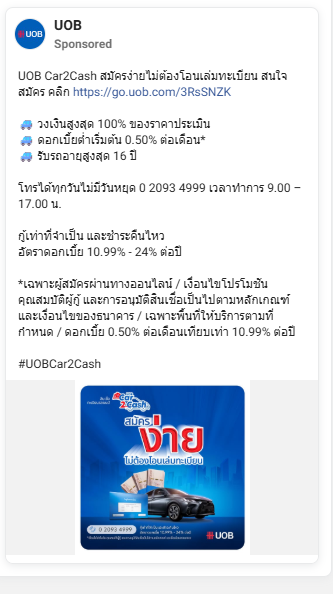 UOB
UOB
Sponsored
UOB Car2Cash สมัครง่ายไม่ต้องโอนเล่มทะเบียน สนใจ
สมัคร คลิก https://go.uob.com/3RsSNZK
🚙 วงเงินสูงสุด 100% ของราคาประเมิน
🚙 ดอกเบี้ยต่ำเริ่มต้น 0.50% ต่อเดือน*
🚙 รับรถอายุสูงสุด 16 ปี
โทรได้ทุกวันไม่มีวันหยุด 0 2093 4999 เวลาทำการ 9.00 –
17.00 น.
กู้เท่าที่จำเป็น และชำระคืนไหว
อัตราดอกเบี้ย 10.99% - 24% ต่อปี
*เฉพาะผู้สมัครผ่านทางออนไลน์ / เงื่อนไขโปรโมชัน
คุณสมบัติผู้กู้ และการอนุมัติสินเชื่อเป็นไปตามหลักเกณฑ์
และเงื่อนไขของธนาคาร / เฉพาะพื้นที่ให้บริการตามที่
กำหนด / ดอกเบี้ย 0.50% ต่อเดือนเทียบเท่า 10.99% ต่อปี
#UOBCar2Cash
Car
2Cash
สมัคร
ง่าย
ไม่ต้องโอนเล่มทะเบียน
0 2093 4999
UOB